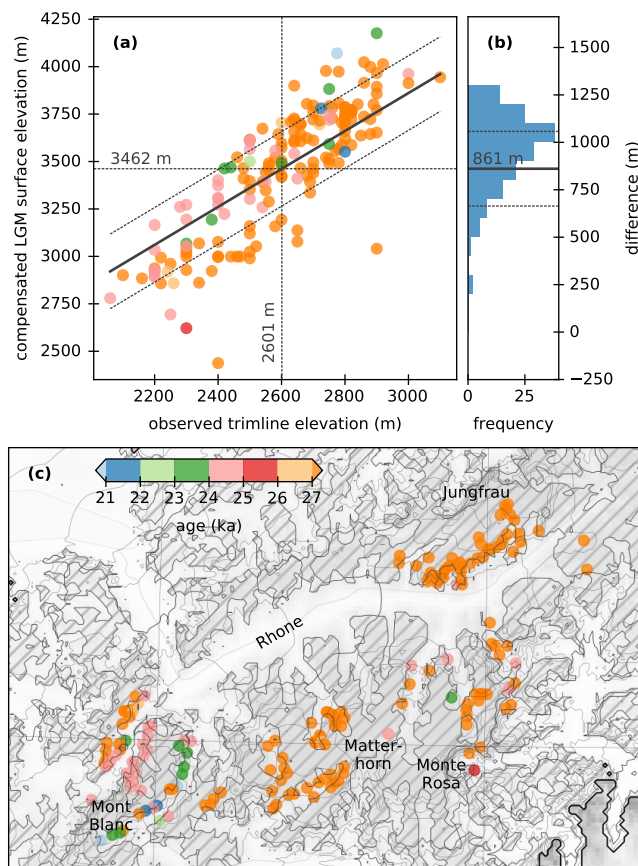 (a)
(b)
4250
4000
3750
3500
3250
3000
2750
2500
compensated LGM surface elevation (m)
3462 m
2601 m
2200
2400
2600
2800
3000
observed trimline elevation (m)
861 m
0
25
frequency
1500
1250
1000
750
500
250
0
−250
difference (m)
(c)
21
22
23
24
25
26
27
age (ka)
Jungfrau
Rhone
Matter-
horn
Monte
Rosa
Mont
Blanc